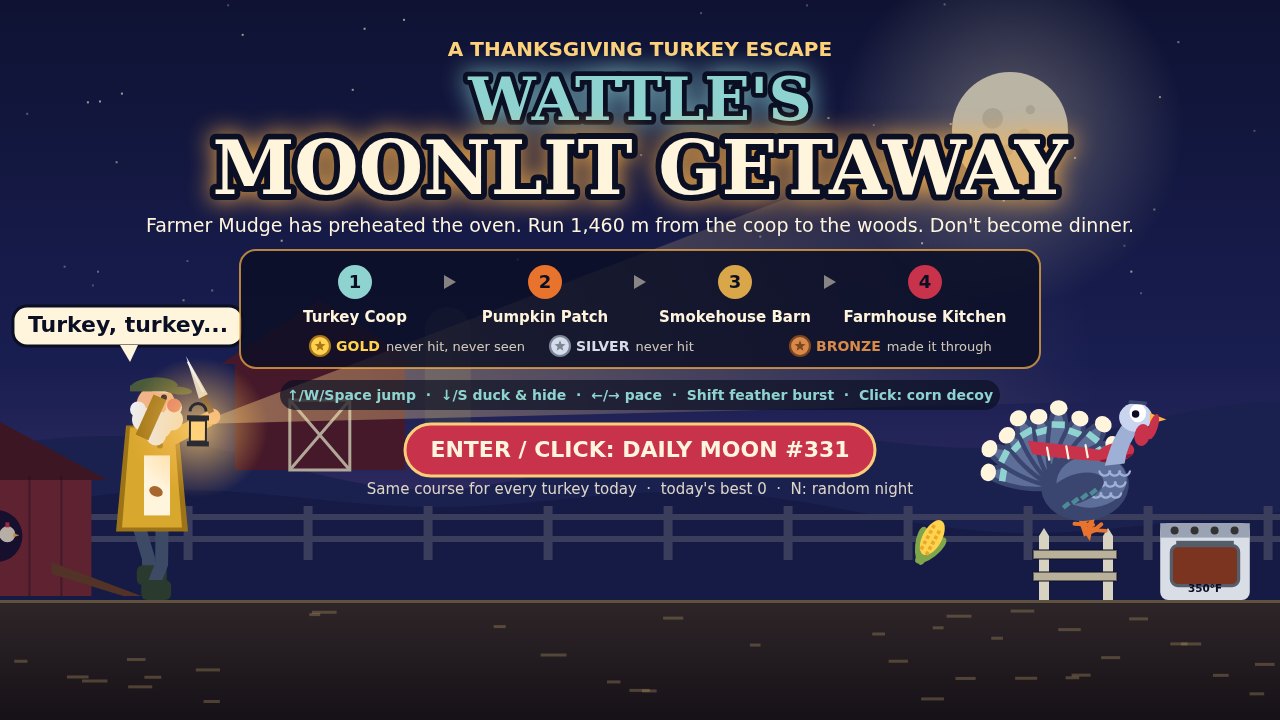 A THANKSGIVING TURKEY ESCAPE
WATTLE'S
MOONLIT GETAWAY
Farmer Mudge has preheated the oven. Run 1,460 m from the coop to the woods. Don't become dinner.
1 2 3 4
Turkey Coop Pumpkin Patch Smokehouse Barn Farmhouse Kitchen
GOLD never hit, never seen SILVER never hit BRONZE made it through
Turkey, turkey...
↑/W/Space jump · ↓/S duck & hide · ←/→ pace · Shift feather burst · Click: corn decoy
ENTER / CLICK: DAILY MOON #331
Same course for every turkey today · today's best 0 · N: random night
350°F